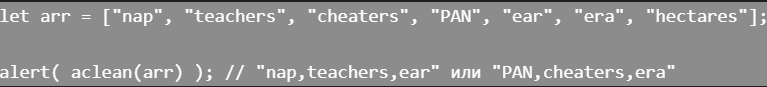 let arr = ["nap", "teachers", "cheaters", "PAN", "ear", "era", "hectares"];
alert( aclean(arr) ); // "nap,teachers,ear" или "PAN,cheaters,era"